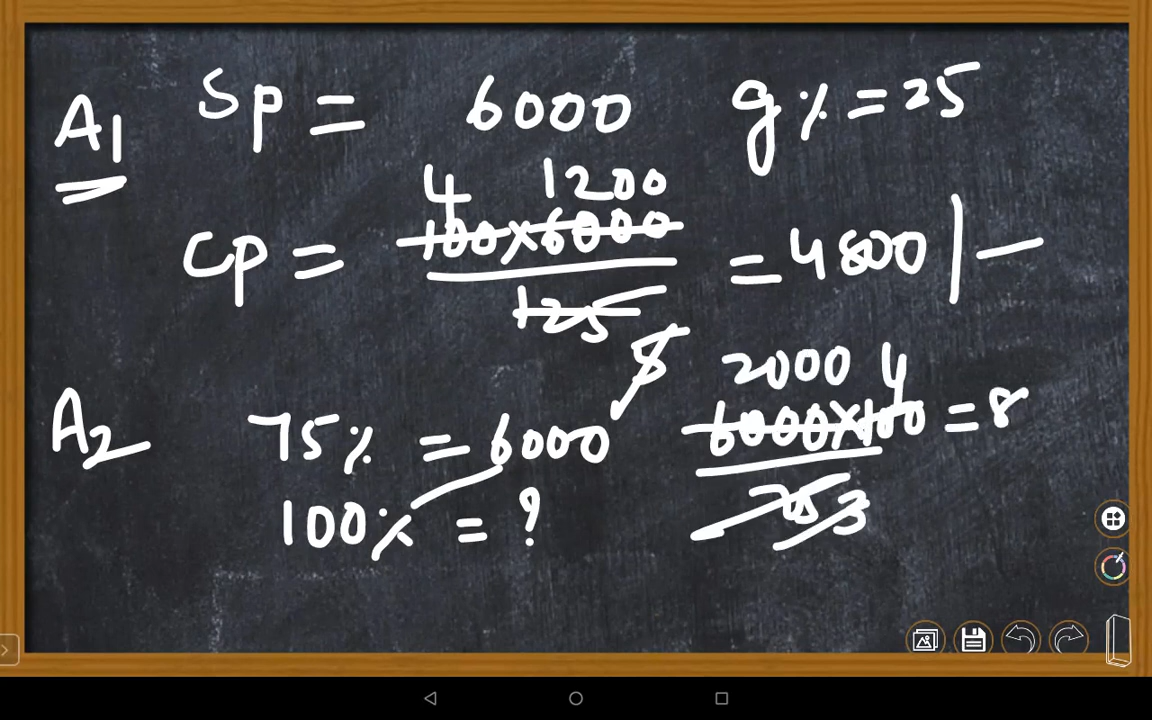 A1 Sp = 6000 g% = 25
4 1200
Cp = 100×6000 = 4800 | —
125
5
2000 4
A2 75% = 6000 6000×100 = 8
75 3
100% = ?